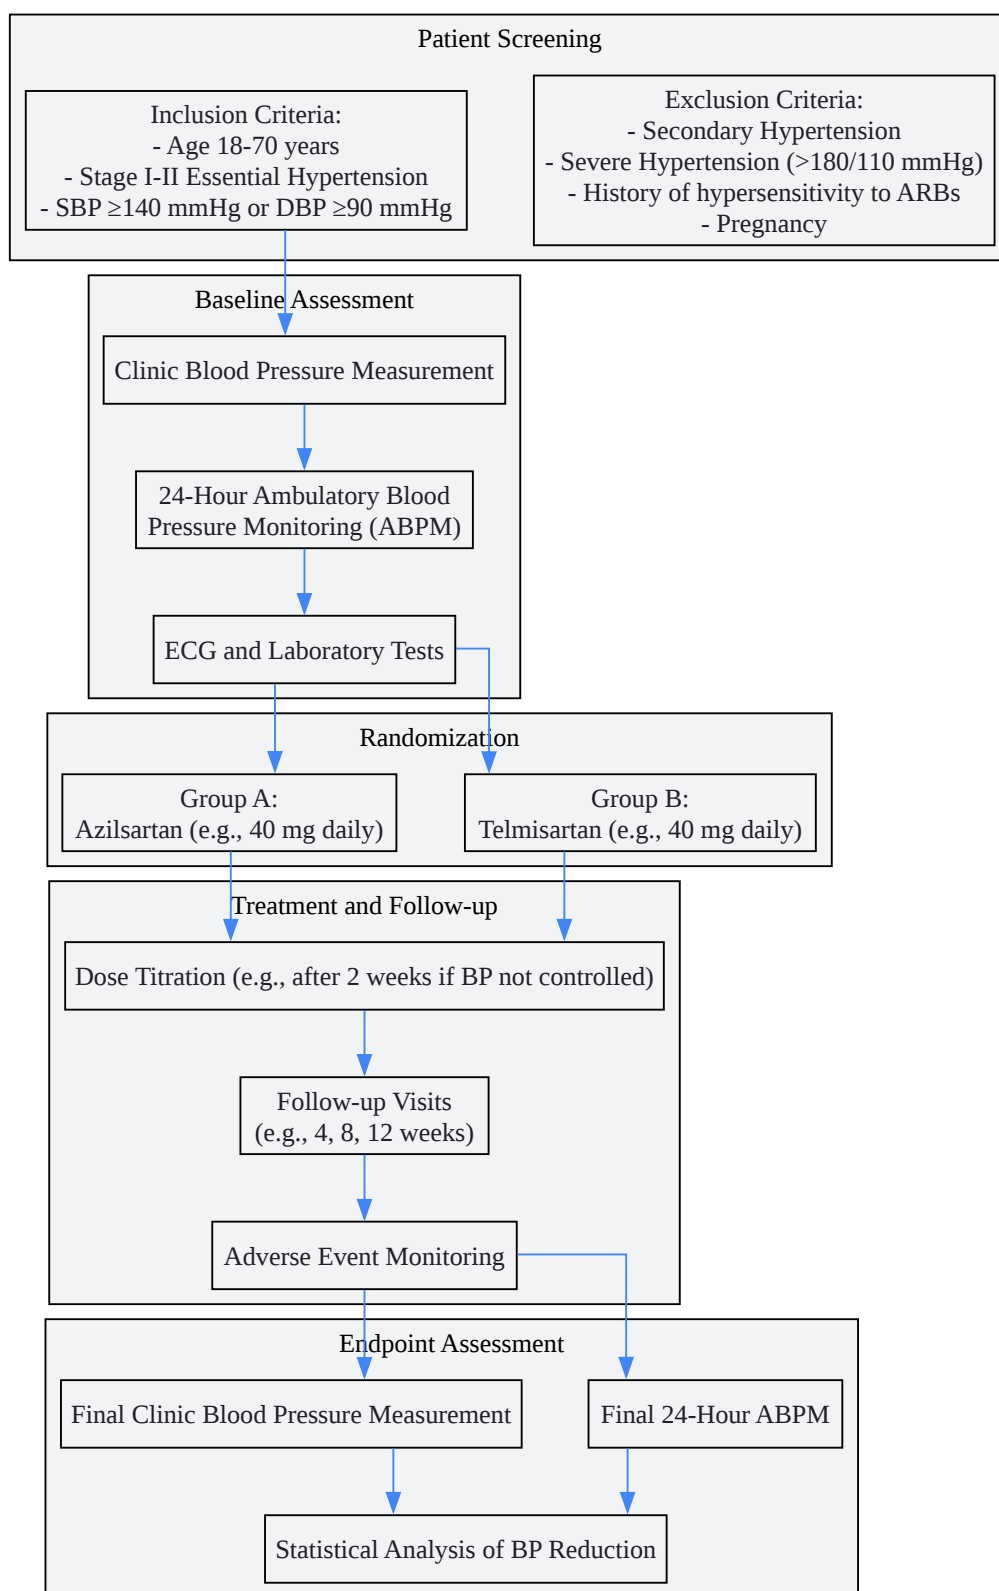 Patient Screening
Inclusion Criteria:
- Age 18-70 years
- Stage I-II Essential Hypertension
- SBP ≥140 mmHg or DBP ≥90 mmHg
Exclusion Criteria:
- Secondary Hypertension
- Severe Hypertension (>180/110 mmHg)
- History of hypersensitivity to ARBs
- Pregnancy
Baseline Assessment
Clinic Blood Pressure Measurement
24-Hour Ambulatory Blood
Pressure Monitoring (ABPM)
ECG and Laboratory Tests
Randomization
Group A:
Azilsartan (e.g., 40 mg daily)
Group B:
Telmisartan (e.g., 40 mg daily)
Treatment and Follow-up
Dose Titration (e.g., after 2 weeks if BP not controlled)
Follow-up Visits
(e.g., 4, 8, 12 weeks)
Adverse Event Monitoring
Endpoint Assessment
Final Clinic Blood Pressure Measurement
Final 24-Hour ABPM
Statistical Analysis of BP Reduction